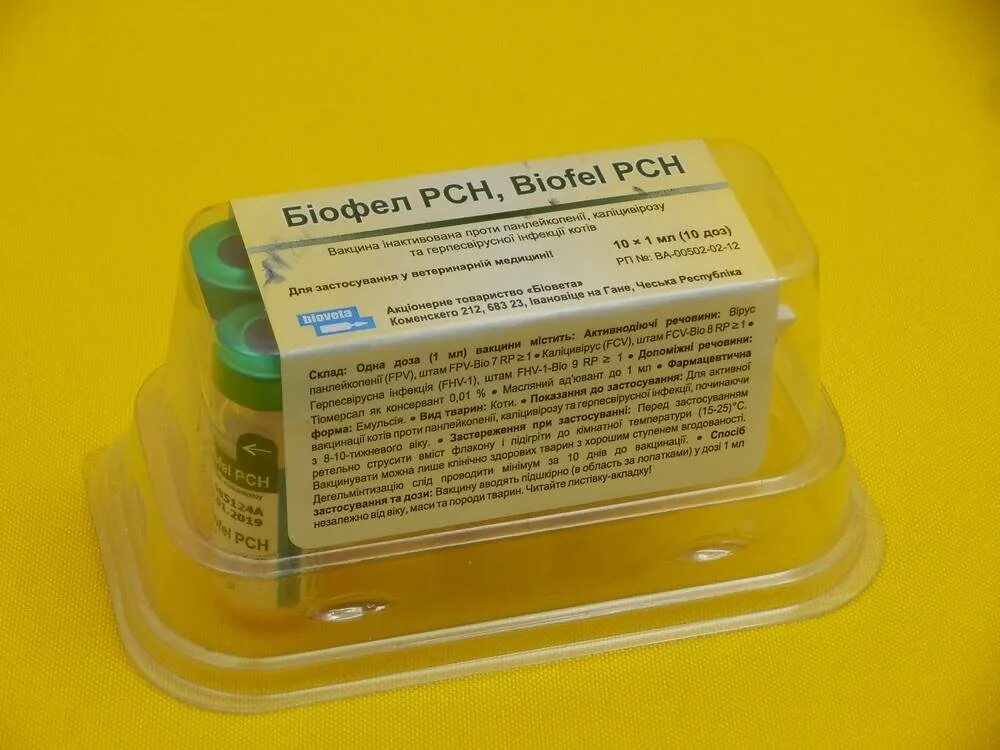 Біофел PCH, Biofel PCH
Вакцина інактивована проти панлейкопенії, каліцивірозу
та герпесвірусної інфекції котів
Для застосування у ветеринарній медицині!
10 × 1 мл (10 доз)
РП №: ВА-00502-02-12
bioveta
Акціонерне товариство «Біовета»
Коменского 212, 683 23, Івановіце на Гане, Чеська Республіка
Склад: Одна доза (1 мл) вакцини містить: Активнодіючі речовини: Вірус
панлейкопенії (FPV), штам FPV-Bio 7 RP ≥ 1 • Каліцивірус (FCV), штам FCV-Bio 8 RP ≥ 1 •
Герпесвірусна інфекція (FHV-1), штам FHV-1-Bio 9 RP ≥ 1 • Допоміжні речовини:
Тіомерсал як консервант 0,01 % • Масляний ад'ювант до 1 мл • Фармацевтична
форма: Емульсія. • Вид тварин: Коти. • Показання до застосування: Для активної
вакцинації котів проти панлейкопенії, каліцивірозу та герпесвірусної інфекції, починаючи
з 8-10-тижневого віку. • Застереження при застосуванні: Перед застосуванням
ретельно струсити вміст флакону і підігріти до кімнатної температури (15-25)°C.
Вакцинувати можна лише клінічно здорових тварин з хорошим ступенем вгодованості.
Дегельмінтизацію слід проводити мінімум за 10 днів до вакцинації. • Спосіб
застосування та дози: Вакцину вводять підшкірно (в область за лопатками) у дозі 1 мл
незалежно від віку, маси та породи тварин. Читайте листівку-вкладку!
fel PCH
5124A
2019
ofel PCH